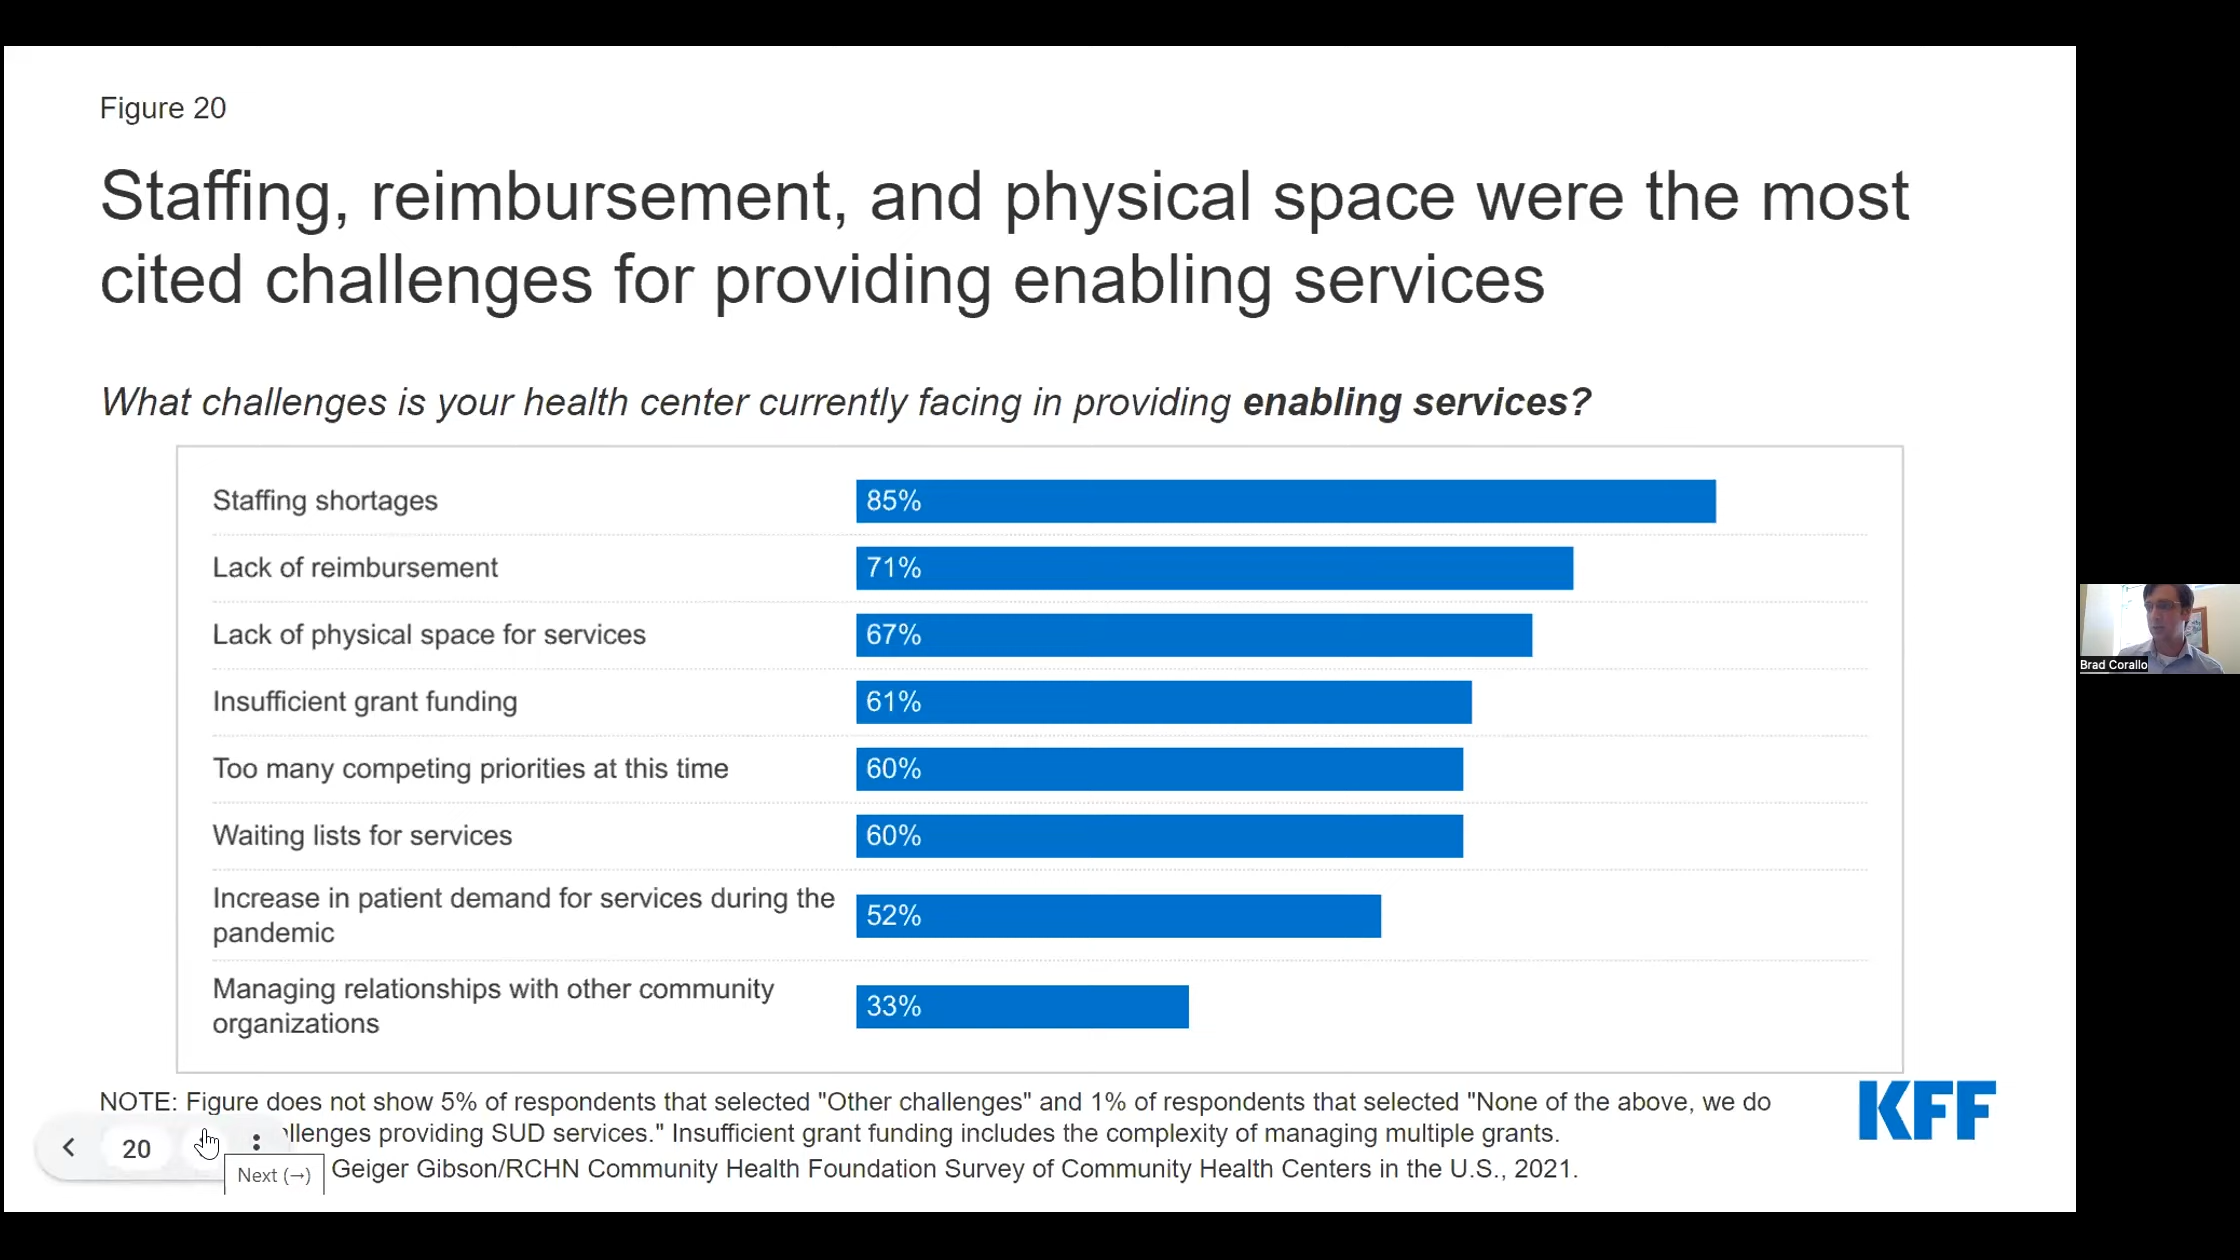 Figure 20
Staffing, reimbursement, and physical space were the most
cited challenges for providing enabling services
What challenges is your health center currently facing in providing enabling services?
Staffing shortages
85%
Lack of reimbursement
71%
Lack of physical space for services
67%
Insufficient grant funding
61%
Too many competing priorities at this time
60%
Waiting lists for services
60%
Increase in patient demand for services during the
pandemic
52%
Managing relationships with other community
organizations
33%
NOTE: Figure does not show 5% of respondents that selected "Other challenges" and 1% of respondents that selected "None of the above, we do
llenges providing SUD services." Insufficient grant funding includes the complexity of managing multiple grants.
Geiger Gibson/RCHN Community Health Foundation Survey of Community Health Centers in the U.S., 2021.
20
Next (→)
KFF
Brad Corallo